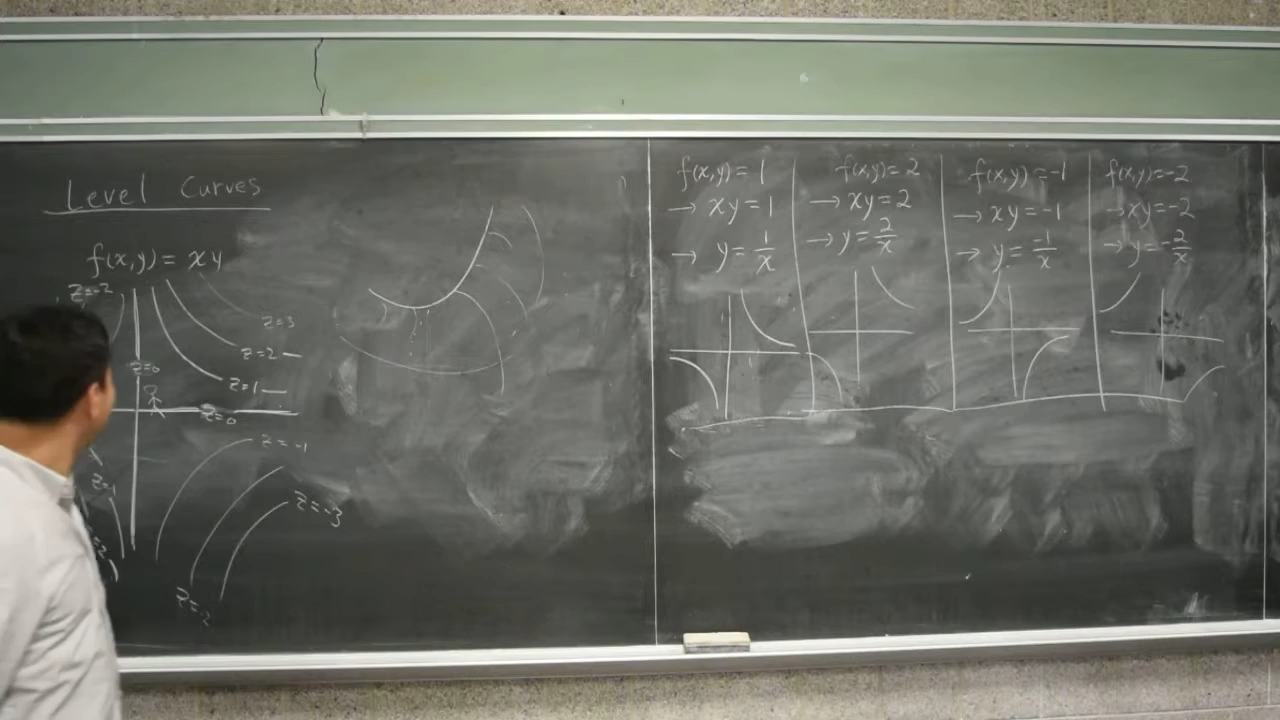 Level Curves
f(x,y) = xy
z=-2
z=3
z=2
z=0
z=1
z=0
z=-1
z=-3
z=-2
f(x,y) = 1
→ xy=1
→ y = 1/x
f(x,y) = 2
→ xy=2
→ y = 2/x
f(x,y) = -1
→ xy=-1
→ y = -1/x
f(x,y) = -2
→ xy=-2
→ y = -2/x